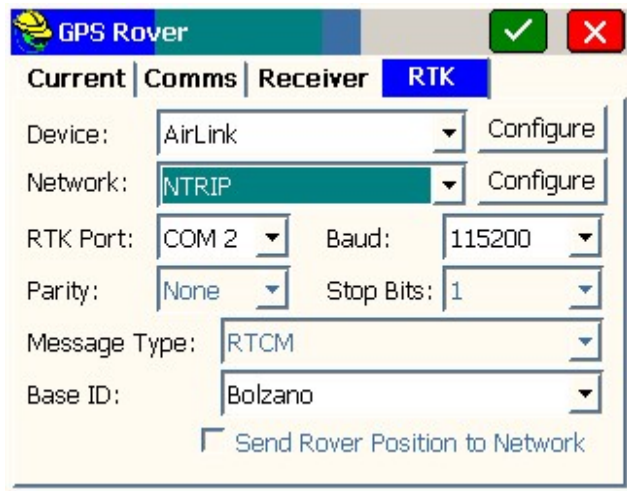 GPS Rover
Current Comms Receiver RTK
Device: AirLink Configure
Network: NTRIP Configure
RTK Port: COM 2 Baud: 115200
Parity: None Stop Bits: 1
Message Type: RTCM
Base ID: Bolzano
Send Rover Position to Network